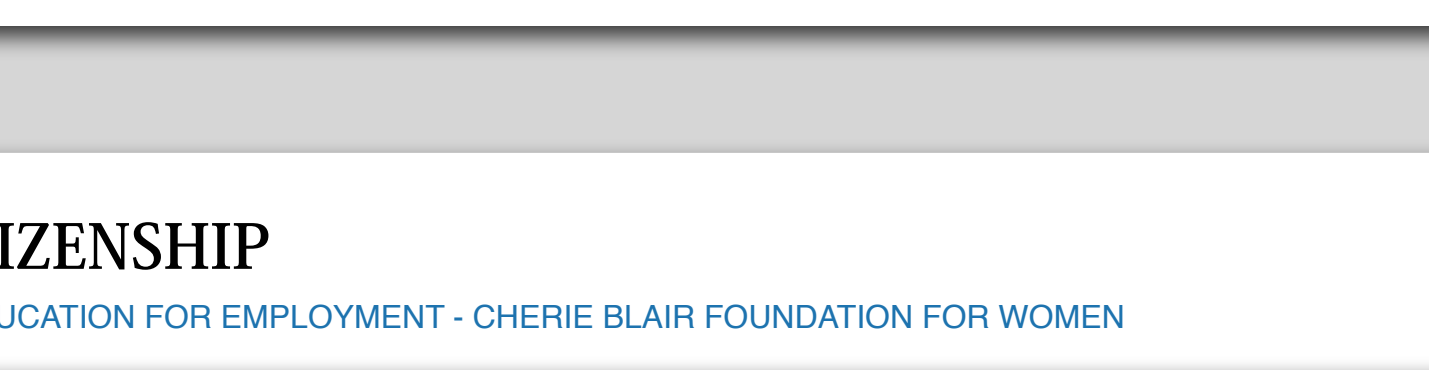 IZENSHIP
UCATION FOR EMPLOYMENT - CHERIE BLAIR FOUNDATION FOR WOMEN